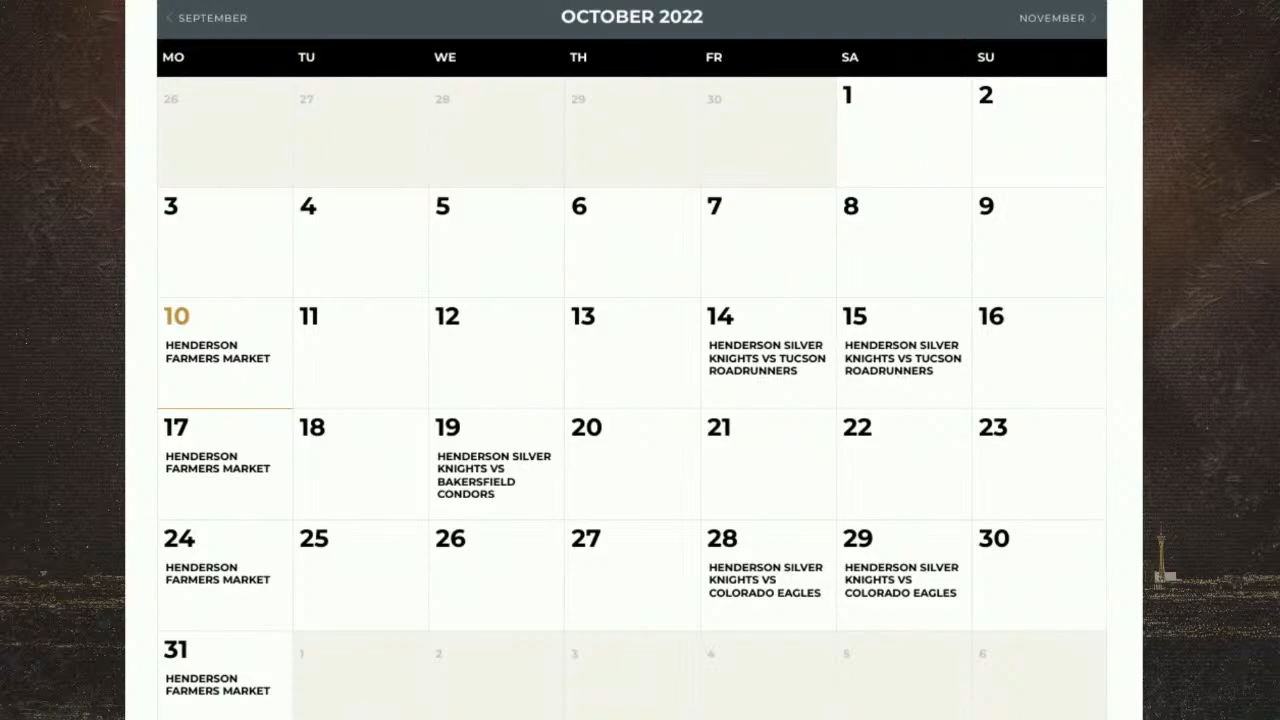 SEPTEMBER OCTOBER 2022 NOVEMBER
MO TU WE TH FR SA SU
26 27 28 29 30 1 2
3 4 5 6 7 8 9
10 11 12 13 14 15 16
HENDERSON
FARMERS MARKET
HENDERSON SILVER
KNIGHTS VS TUCSON
ROADRUNNERS
HENDERSON SILVER
KNIGHTS VS TUCSON
ROADRUNNERS
17 18 19 20 21 22 23
HENDERSON
FARMERS MARKET
HENDERSON SILVER
KNIGHTS VS
BAKERSFIELD
CONDORS
24 25 26 27 28 29 30
HENDERSON
FARMERS MARKET
HENDERSON SILVER
KNIGHTS VS
COLORADO EAGLES
HENDERSON SILVER
KNIGHTS VS
COLORADO EAGLES
31 1 2 3 4 5 6
HENDERSON
FARMERS MARKET